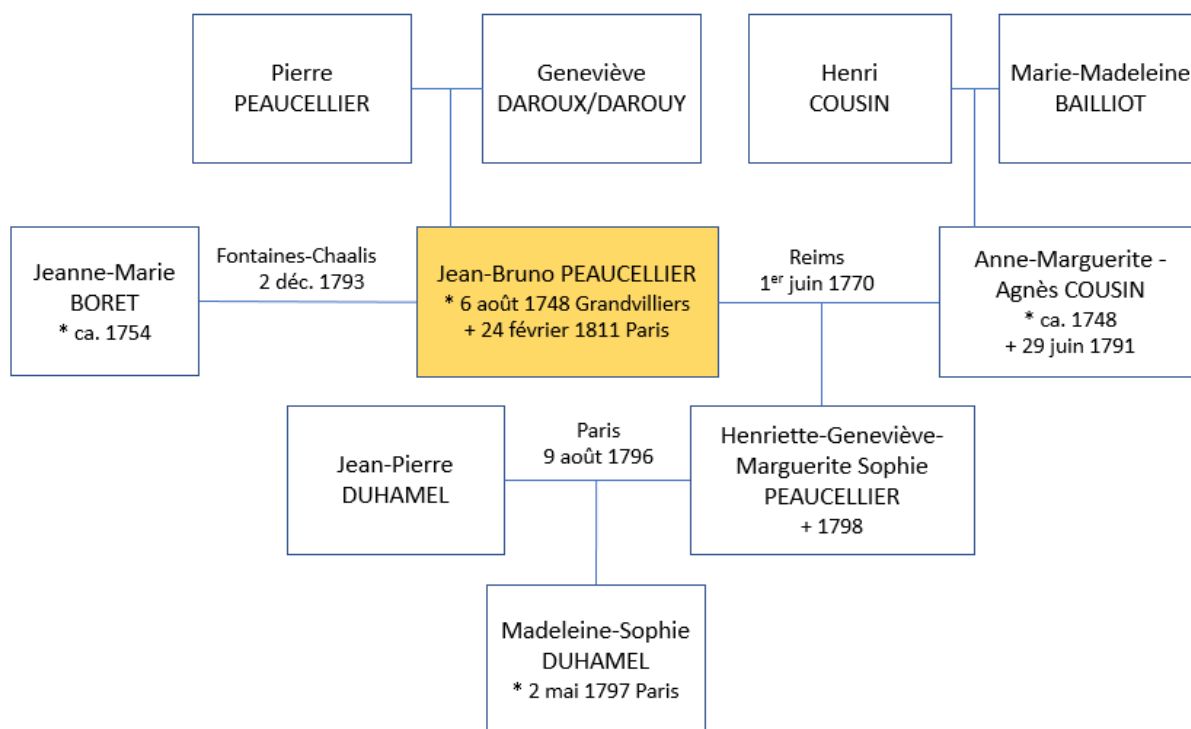 Pierre
PEAUCELLIER
Geneviève
DAROUX/DAROUY
Henri
COUSIN
Marie-Madeleine
BAILLIOT
Jeanne-Marie
BORET
* ca. 1754
Fontaines-Chaalis
2 déc. 1793
Jean-Bruno PEAUCELLIER
* 6 août 1748 Grandvilliers
+ 24 février 1811 Paris
Reims
1er juin 1770
Anne-Marguerite -
Agnès COUSIN
* ca. 1748
+ 29 juin 1791
Jean-Pierre
DUHAMEL
Paris
9 août 1796
Henriette-Geneviève-
Marguerite Sophie
PEAUCELLIER
+ 1798
Madeleine-Sophie
DUHAMEL
* 2 mai 1797 Paris